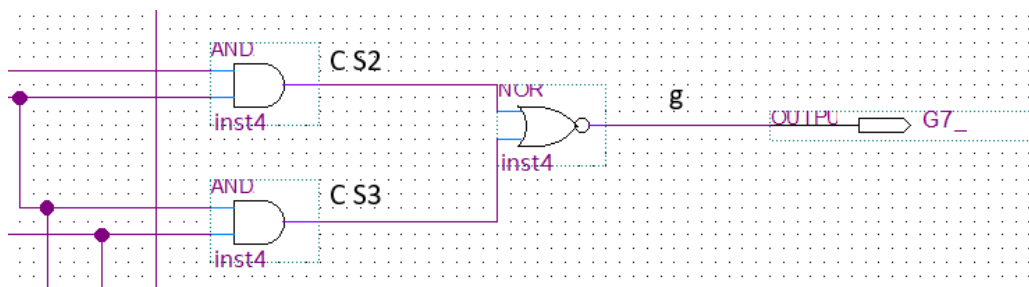 AND
C S2
inst4
NOR
g
OUTPU
G7_
inst4
AND
C S3
inst4